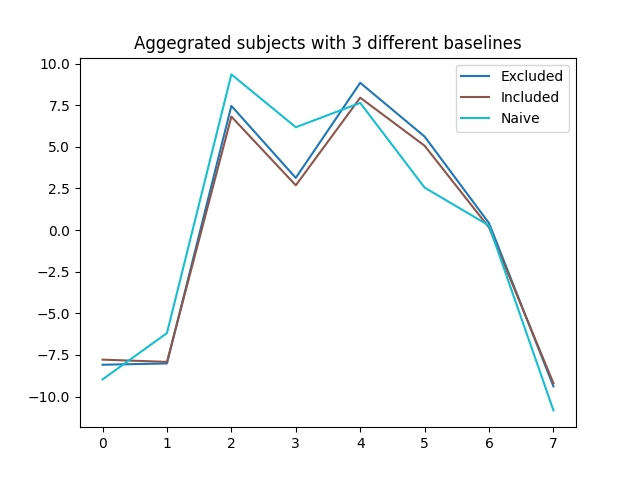 Aggegrated subjects with 3 different baselines
10.0
7.5
5.0
2.5
0.0
−2.5
−5.0
−7.5
−10.0
Excluded
Included
Naive
0 1 2 3 4 5 6 7